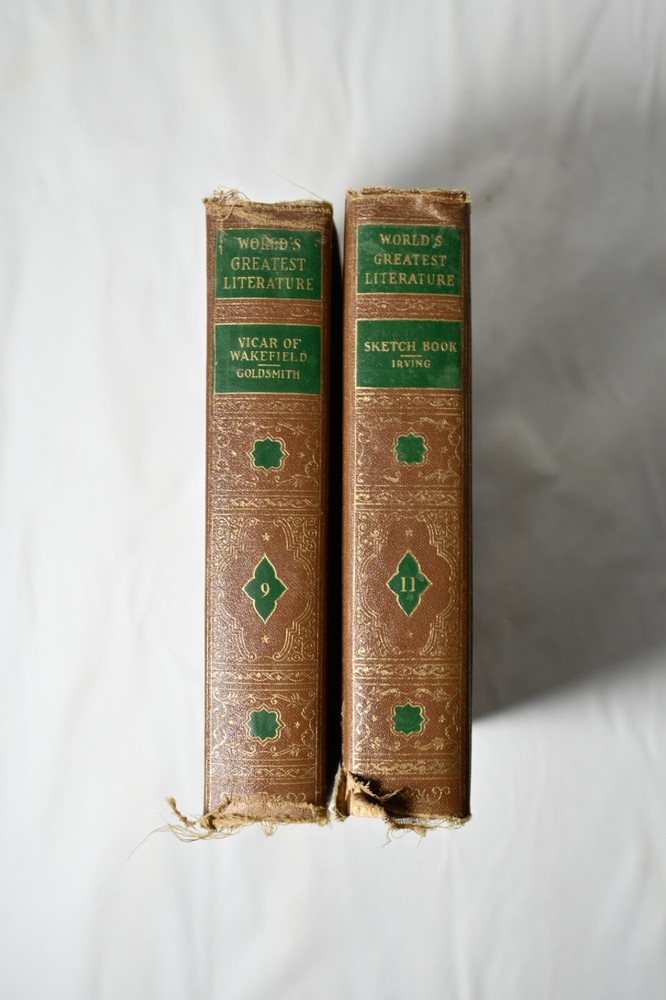 WORLD'S
GREATEST
LITERATURE
VICAR OF
WAKEFIELD
GOLDSMITH
9
WORLD'S
GREATEST
LITERATURE
SKETCH BOOK
IRVING
11